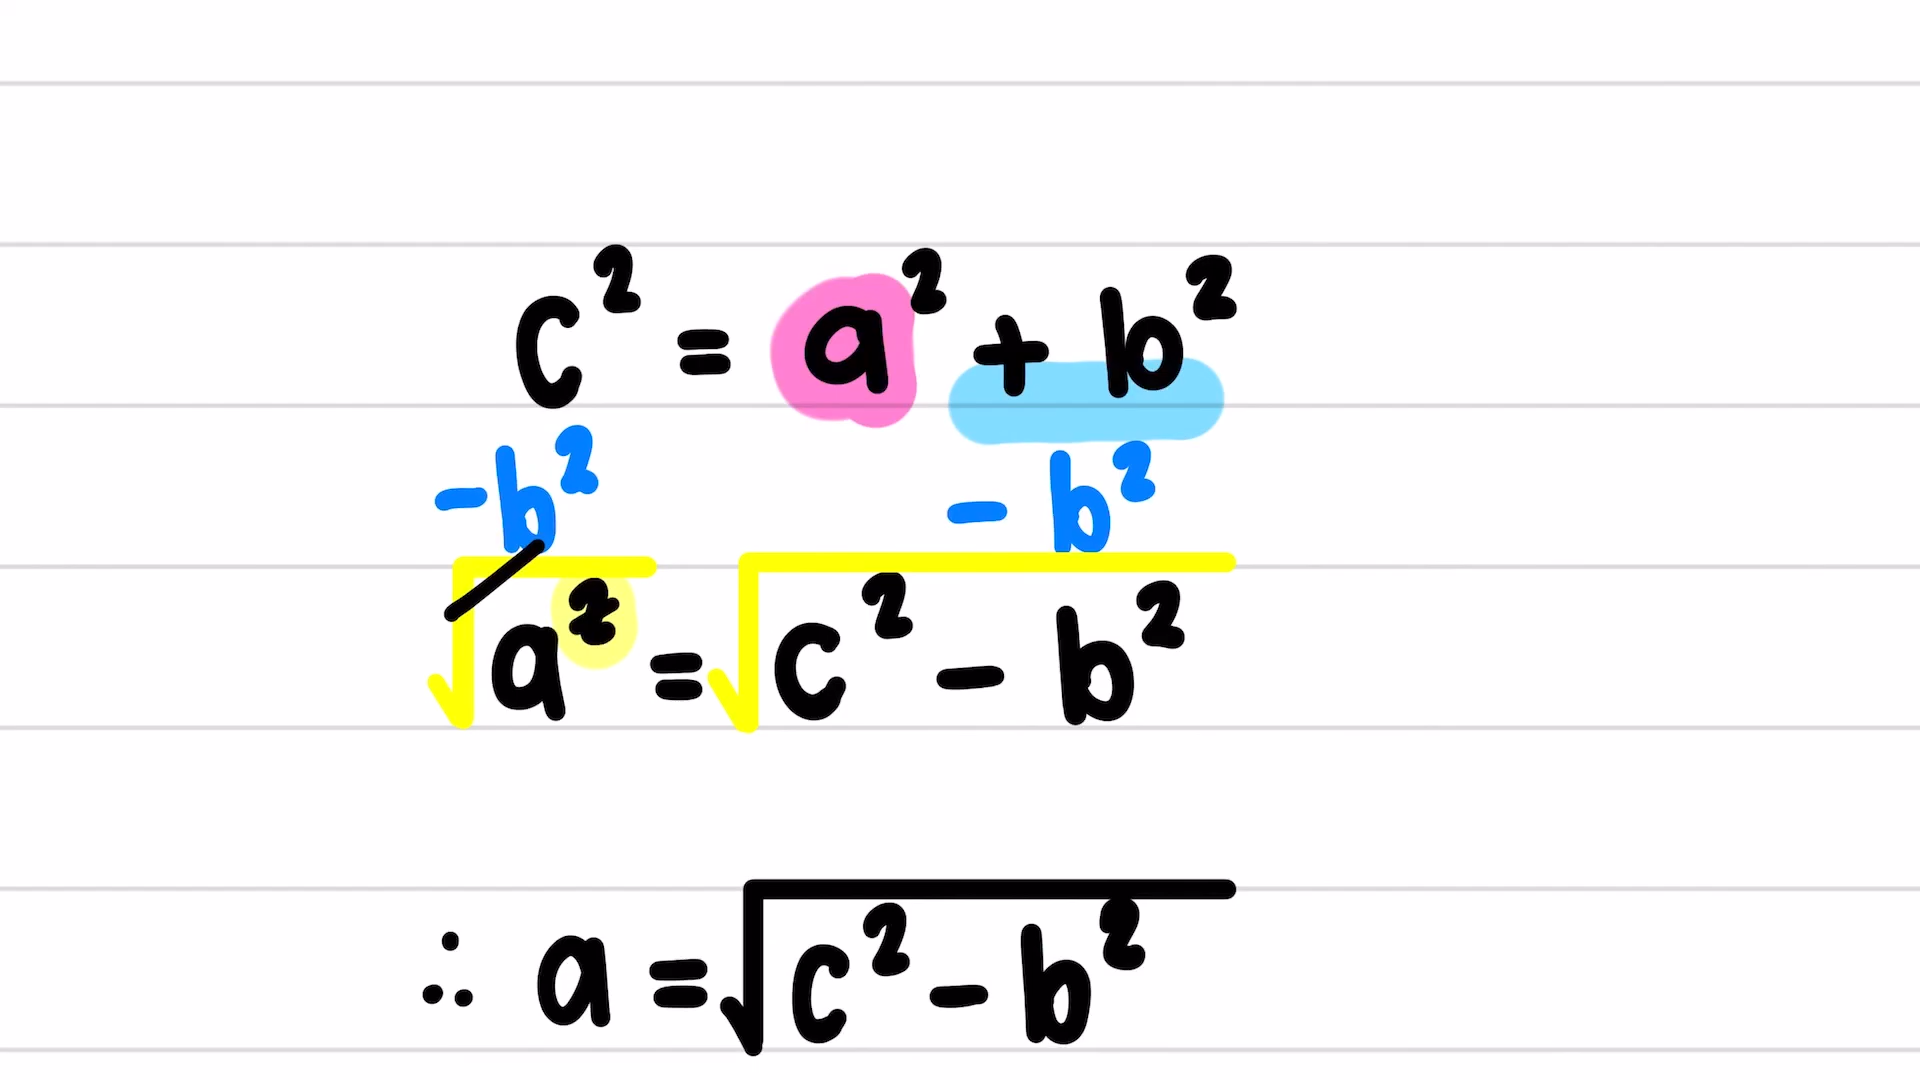 c² = a² + b²
-b² - b²
√a² = √c² - b²
∴ a = √c² - b²